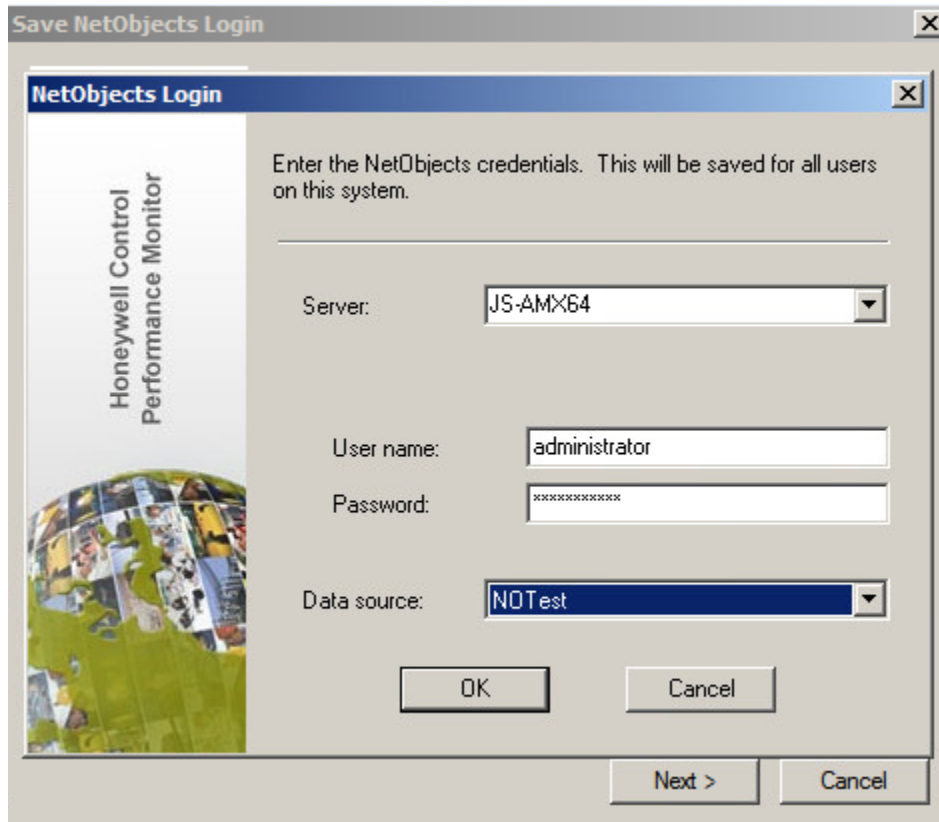 Save NetObjects Login
NetObjects Login
Honeywell Control
Performance Monitor
Enter the NetObjects credentials. This will be saved for all users
on this system.
Server:
JS-AMX64
User name:
administrator
Password:
xxxxxxxxxxx
Data source:
NOTest
OK
Cancel
Next >
Cancel